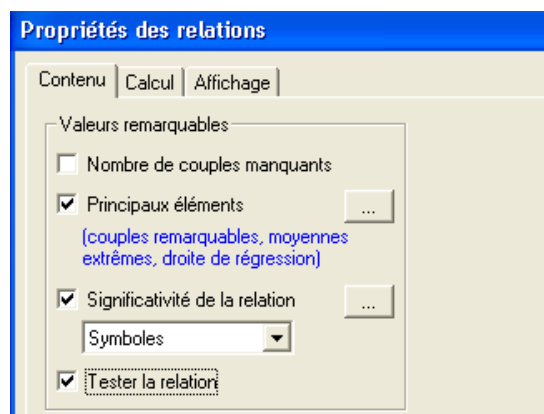 Propriétés des relations
Contenu Calcul Affichage
Valeurs remarquables
Nombre de couples manquants
Principaux éléments ...
(couples remarquables, moyennes
extrêmes, droite de régression)
Significativité de la relation ...
Symboles
Tester la relation